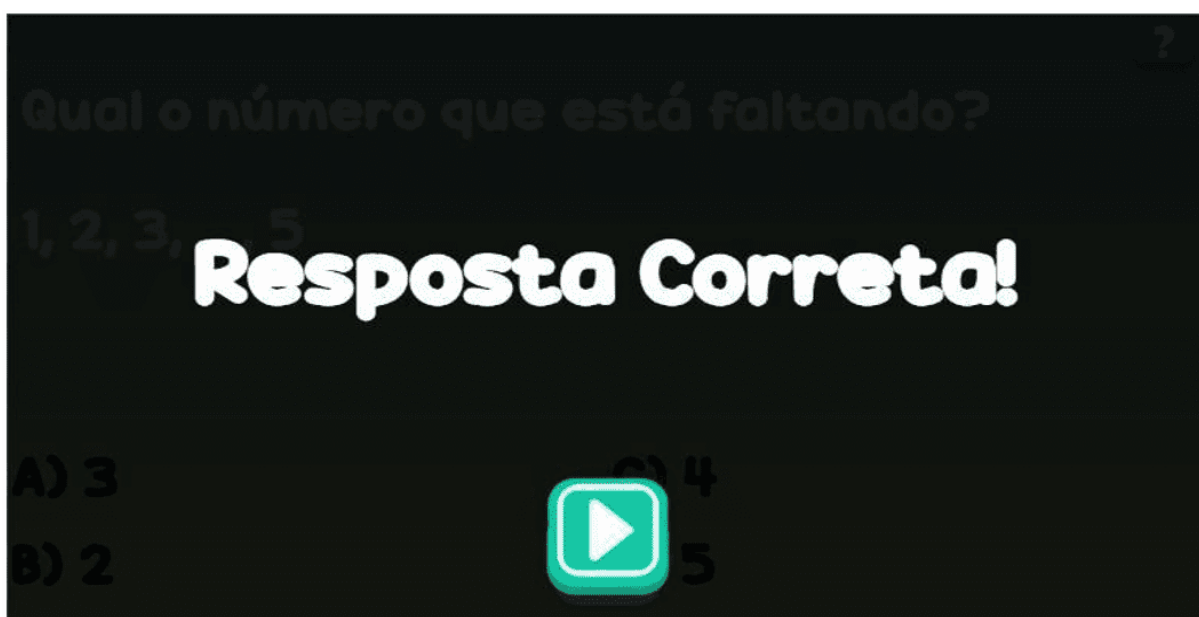 ?
Qual o número que está faltando?
1, 2, 3, _, 5
Resposta Correta!
A) 3
C) 4
B) 2
5